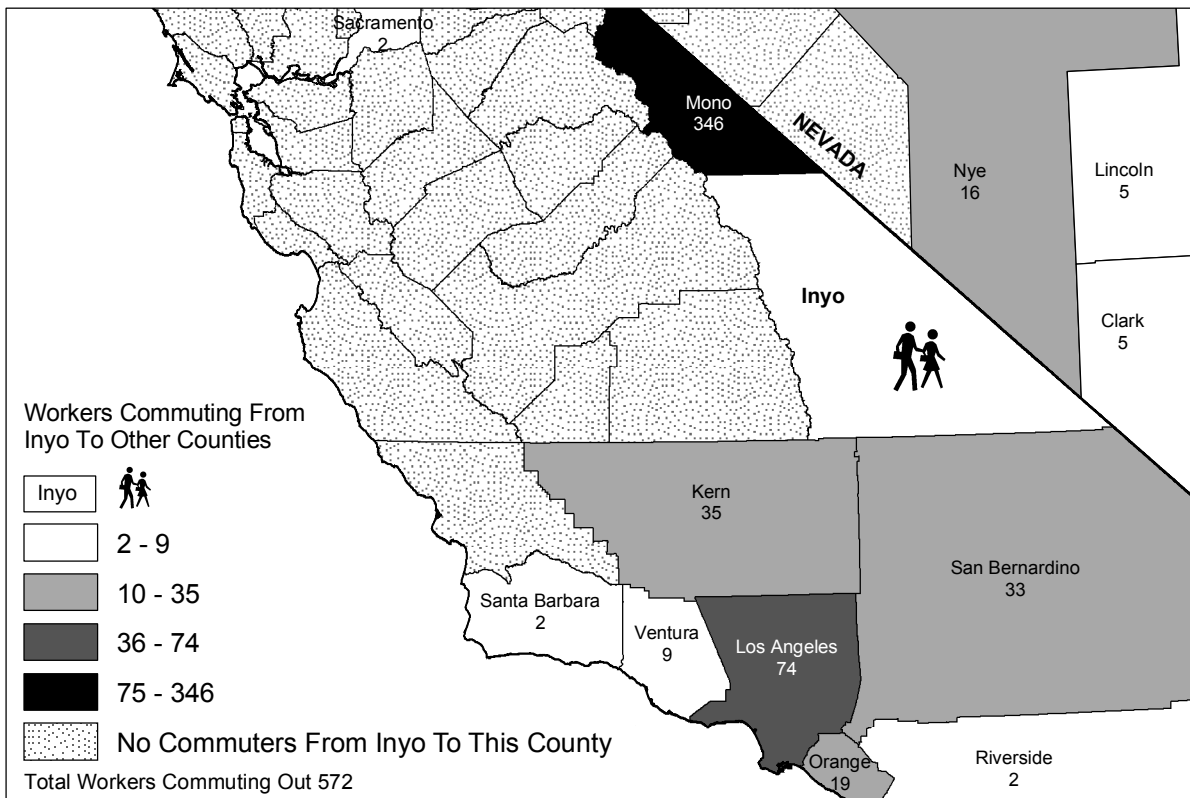 Sacramento
2
Mono
346
NEVADA
Nye
16
Lincoln
5
Inyo
Clark
5
Workers Commuting From
Inyo To Other Counties
Inyo
2 - 9
10 - 35
36 - 74
75 - 346
No Commuters From Inyo To This County
Total Workers Commuting Out 572
Kern
35
San Bernardino
33
Santa Barbara
2
Ventura
9
Los Angeles
74
Orange
19
Riverside
2